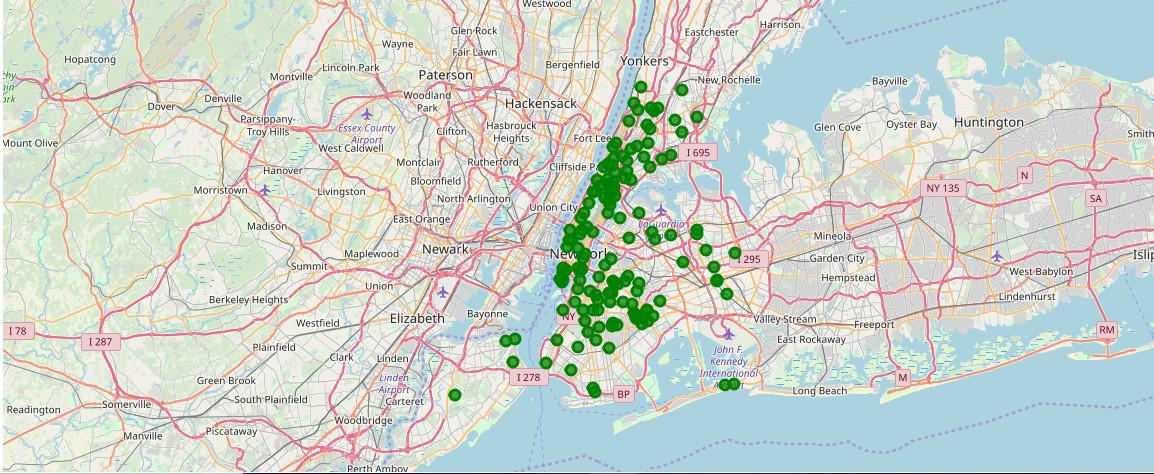 Westwood
Glen Rock
Harrison
Eastchester
Wayne
Fair Lawn
Hopatcong
Yonkers
Bergenfield
Lincoln Park
Paterson
Montville
New Rochelle
Bayville
Woodland
Park
Denville
Hackensack
Dover
Parsippany-
Troy Hills
Essex County
Airport
Hasbrouck
Heights
Clifton
Glen Cove
Oyster Bay
Huntington
Smith
Mount Olive
West Caldwell
Fort Lee
I 695
Montclair
Rutherford
Cliffside Pa
Hanover
Bloomfield
N
Morristown
Livingston
NY 135
North Arlington
SA
Union City
East Orange
LaGuardia
Madison
Mineola
Maplewood
Newark
New York
Islip
Garden City
295
Summit
West Babylon
Hempstead
Union
Berkeley Heights
Lindenhurst
Elizabeth
Bayonne
NY
Valley Stream
Freeport
Westfield
I 78
RM
I 287
East Rockaway
Plainfield
Clark
Linden
John F.
Kennedy
International
Airport
Green Brook
I 278
M
Linden
Airport
Long Beach
BP
South Plainfield
Carteret
Somerville
Readington
Woodbridge
Piscataway
Manville
Perth Amboy